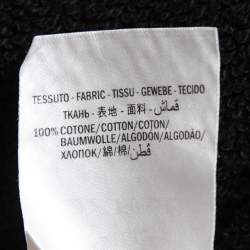 TESSUTO - FABRIC - TISSU - GEWEBE - TECIDO
ТКАНЬ - 表地 - 面料 - قماش
100% COTONE/COTTON/COTON/
BAUMWOLLE/ALGODON/ALGODÃO/
ХЛОПОК/綿/棉/قطن